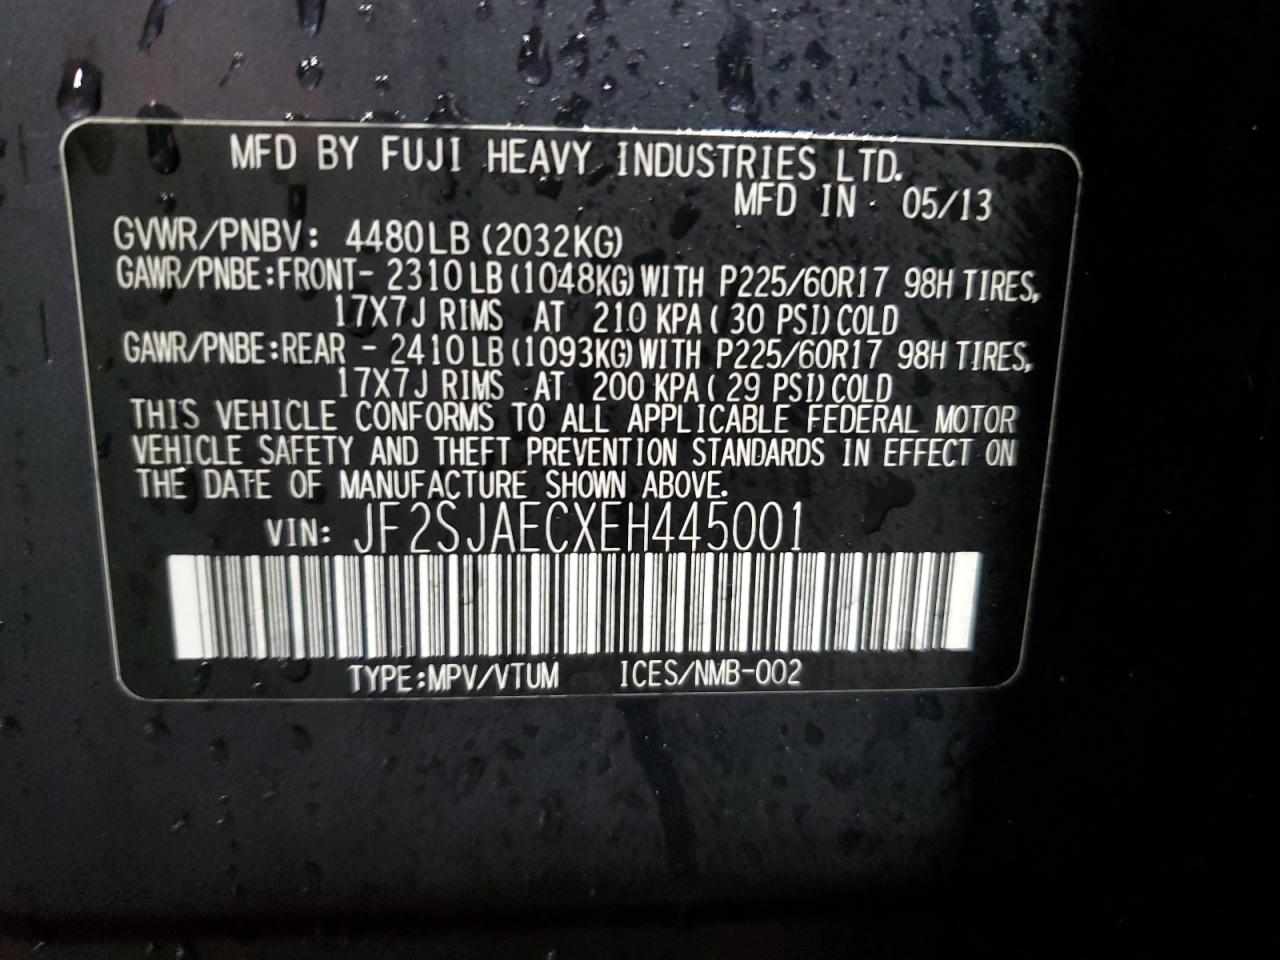 MFD BY FUJI HEAVY INDUSTRIES LTD.
MFD IN 05/13
GVWR/PNBV: 4480LB (2032KG)
GAWR/PNBE:FRONT- 2310 LB (1048KG) WITH P225/60R17 98H TIRES,
17X7J RIMS AT 210 KPA ( 30 PSI) COLD
GAWR/PNBE:REAR - 2410 LB (1093KG) WITH P225/60R17 98H TIRES,
17X7J RIMS AT 200 KPA ( 29 PSI) COLD
THIS VEHICLE CONFORMS TO ALL APPLICABLE FEDERAL MOTOR
VEHICLE SAFETY AND THEFT PREVENTION STANDARDS IN EFFECT ON
THE DATE OF MANUFACTURE SHOWN ABOVE.
VIN: JF2SJAECXEH445001
TYPE:MPV/VTUM ICES/NMB-002